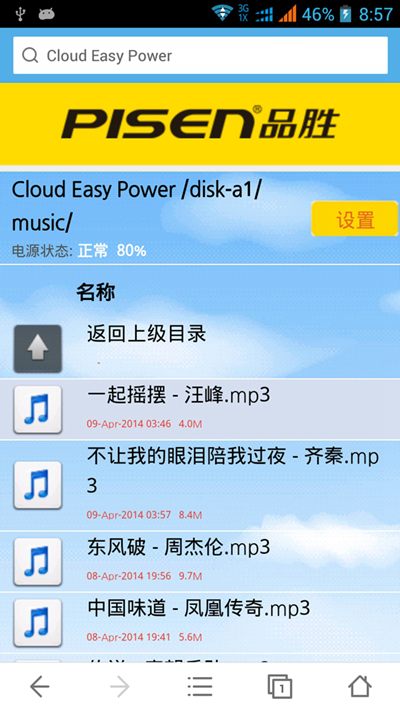 3G
1X
46%
8:57
Cloud Easy Power
PISEN®品胜
Cloud Easy Power /disk-a1/
music/
设置
电源状态: 正常 80%
名称
返回上级目录
-
一起摇摆 - 汪峰.mp3
09-Apr-2014 03:46 4.0M
不让我的眼泪陪我过夜 - 齐秦.mp
3
09-Apr-2014 03:57 8.4M
东风破 - 周杰伦.mp3
08-Apr-2014 19:56 9.7M
中国味道 - 凤凰传奇.mp3
08-Apr-2014 19:41 5.6M
1